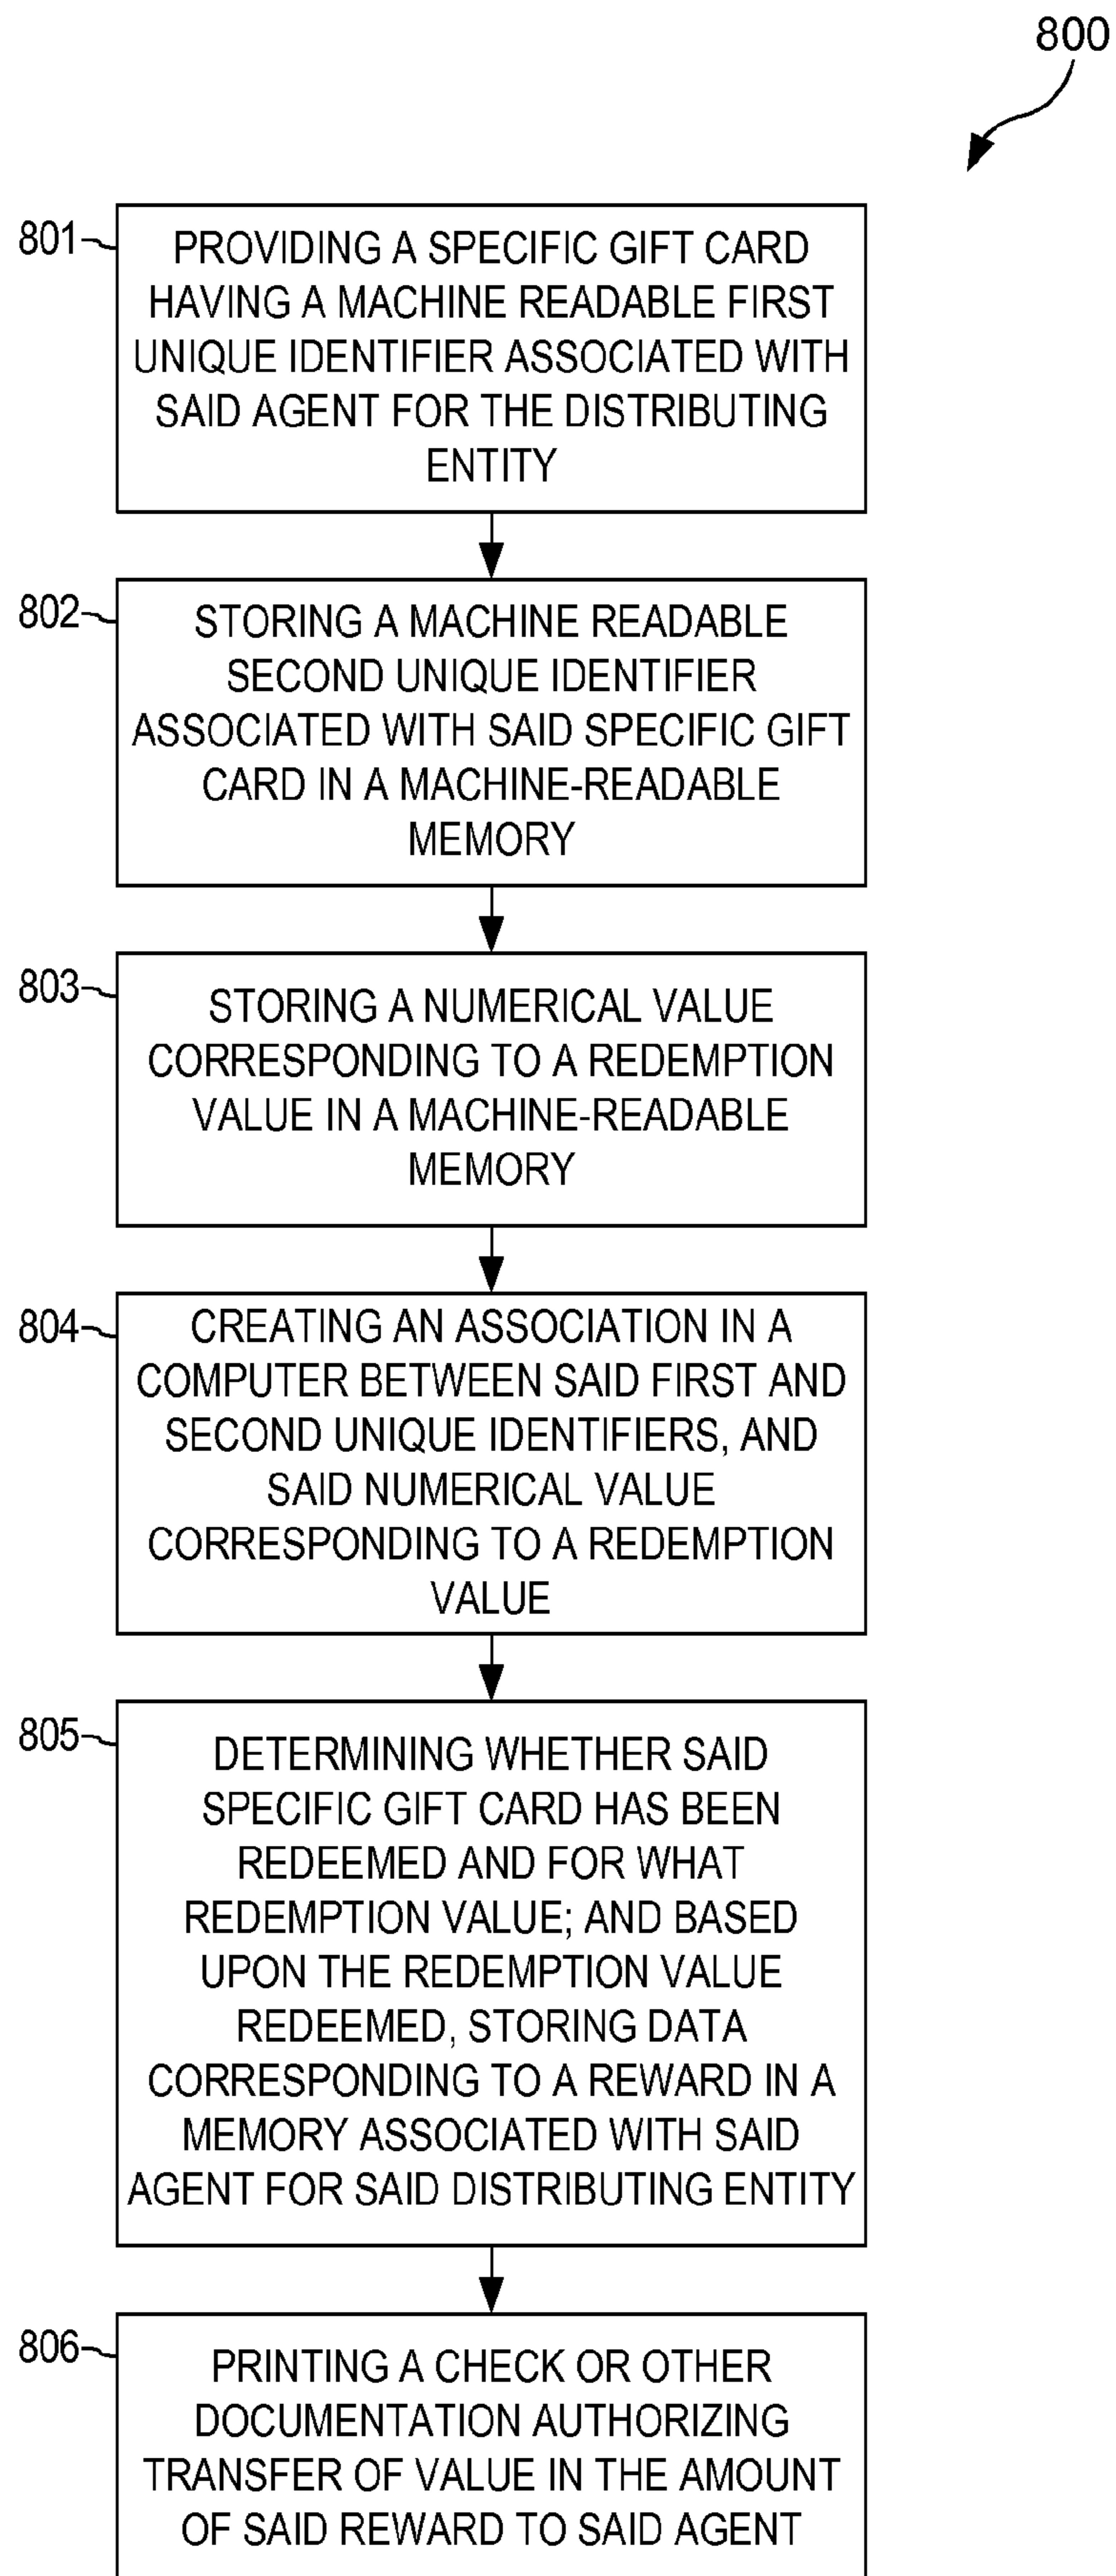 800
801
PROVIDING A SPECIFIC GIFT CARD
HAVING A MACHINE READABLE FIRST
UNIQUE IDENTIFIER ASSOCIATED WITH
SAID AGENT FOR THE DISTRIBUTING
ENTITY
802
STORING A MACHINE READABLE
SECOND UNIQUE IDENTIFIER
ASSOCIATED WITH SAID SPECIFIC GIFT
CARD IN A MACHINE-READABLE
MEMORY
803
STORING A NUMERICAL VALUE
CORRESPONDING TO A REDEMPTION
VALUE IN A MACHINE-READABLE
MEMORY
804
CREATING AN ASSOCIATION IN A
COMPUTER BETWEEN SAID FIRST AND
SECOND UNIQUE IDENTIFIERS, AND
SAID NUMERICAL VALUE
CORRESPONDING TO A REDEMPTION
VALUE
805
DETERMINING WHETHER SAID
SPECIFIC GIFT CARD HAS BEEN
REDEEMED AND FOR WHAT
REDEMPTION VALUE; AND BASED
UPON THE REDEMPTION VALUE
REDEEMED, STORING DATA
CORRESPONDING TO A REWARD IN A
MEMORY ASSOCIATED WITH SAID
AGENT FOR SAID DISTRIBUTING ENTITY
806
PRINTING A CHECK OR OTHER
DOCUMENTATION AUTHORIZING
TRANSFER OF VALUE IN THE AMOUNT
OF SAID REWARD TO SAID AGENT